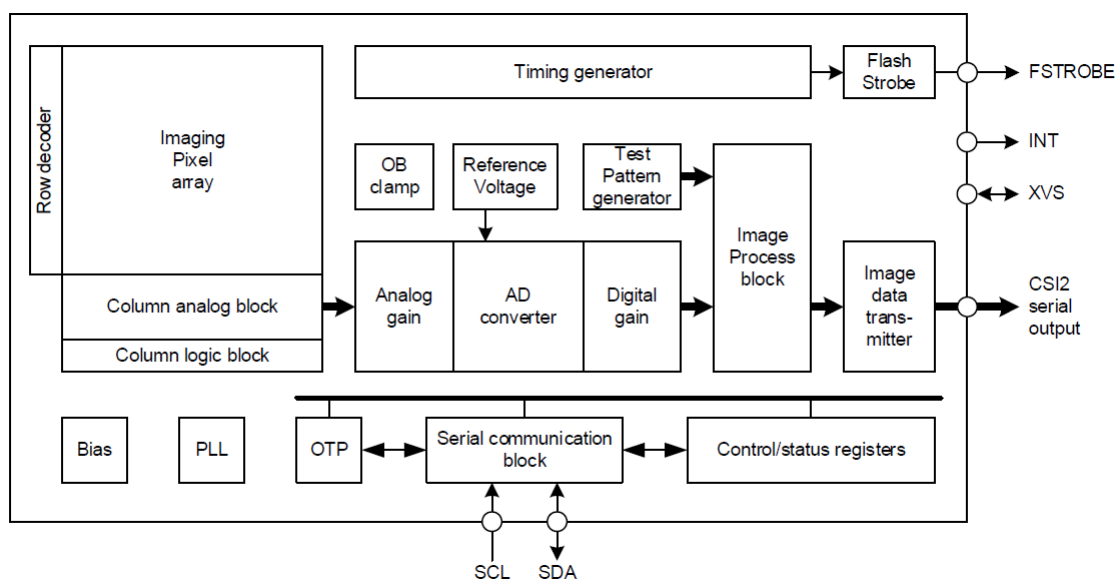 Row decoder
Imaging
Pixel
array
Column analog block
Column logic block
Timing generator
Flash
Strobe
FSTROBE
INT
XVS
OB
clamp
Reference
Voltage
Test
Pattern
generator
Image
Process
block
Analog
gain
AD
converter
Digital
gain
Image
data
trans-
mitter
CSI2
serial
output
Bias
PLL
OTP
Serial communication
block
Control/status registers
SCL
SDA